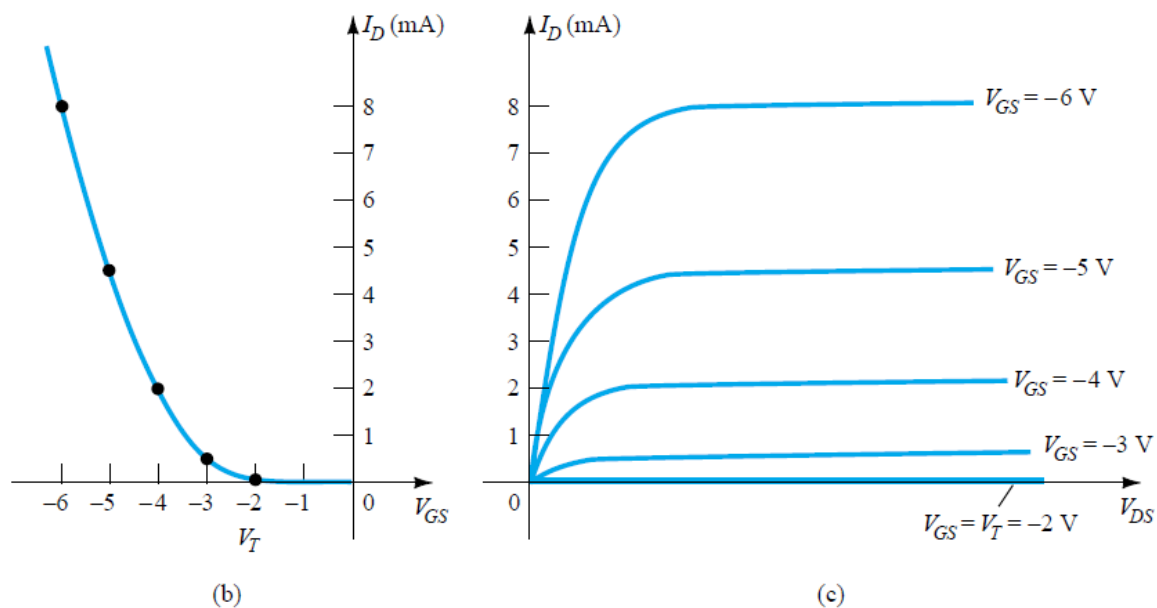 I_D (mA)
8
7
6
5
4
3
2
1
0
–6 –5 –4 –3 –2 –1
V_GS
V_T
(b)
I_D (mA)
8
7
6
5
4
3
2
1
0
V_GS = –6 V
V_GS = –5 V
V_GS = –4 V
V_GS = –3 V
V_GS = V_T = –2 V
V_DS
(c)